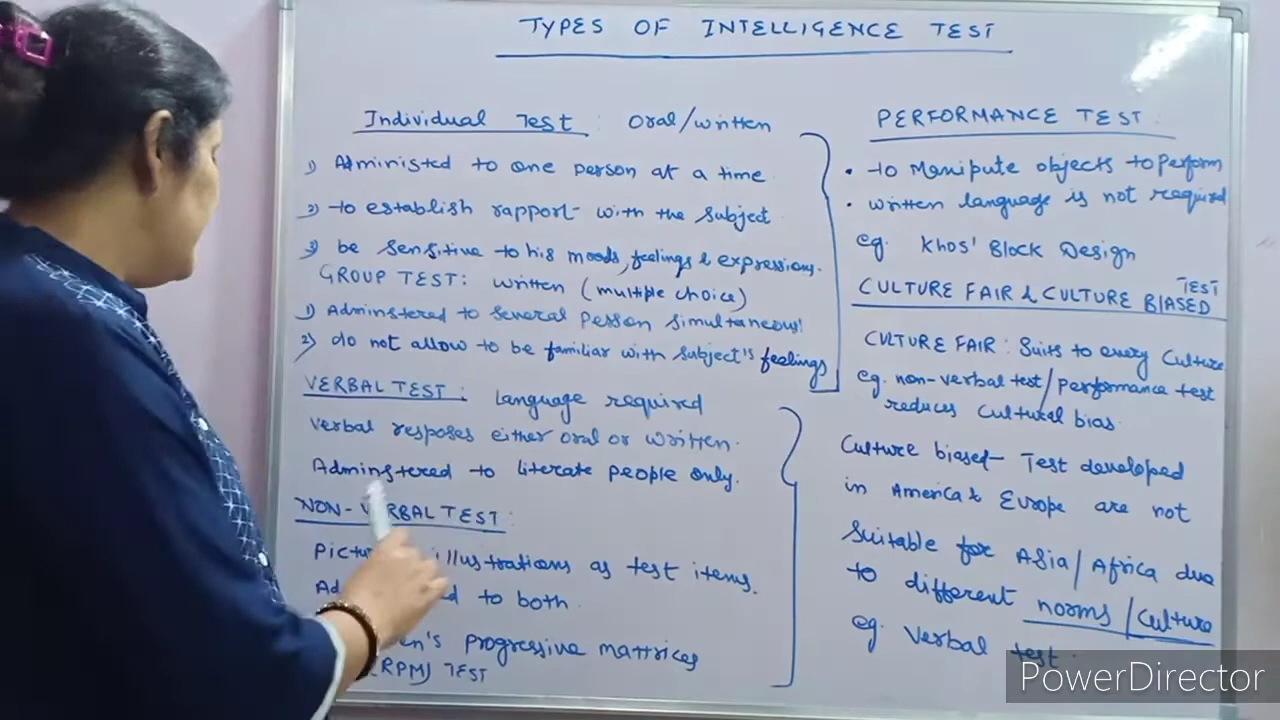 TYPES OF INTELLIGENCE TEST
Individual Test : Oral/written
1) Administed to one person at a time
2) to establish rapport with the subject
3) be sensitive to his moods, feelings & expressions.
GROUP TEST: written (multiple choice)
1) Adminstered to several person simultaneous!
2) do not allow to be familiar with subject's feelings
VERBAL TEST: Language required
Verbal resposes either oral or written.
Adminstered to literate people only.
NON-VERBAL TEST:
illustrations as test items.
to both.
progressive mattrices
(RPM) TEST
PERFORMANCE TEST:
• to Manipute objects to perform
• written language is not required
eg. Khos' Block Design
TEST
CULTURE FAIR & CULTURE BIASED
CULTURE FAIR: Suits to every culture
eg. non-verbal test/performance test
reduces cultural bias.
Culture biased- Test developed
in America & Europe are not
Suitable for Asia/Africa due
to different norms/culture
eg. Verbal test.
PowerDirector